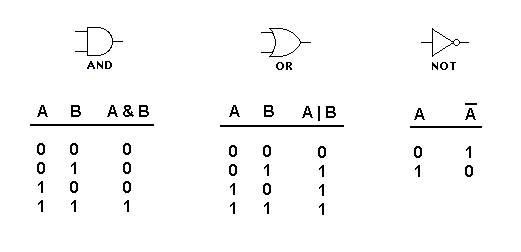 AND OR NOT
A B A & B
0 0 0
0 1 0
1 0 0
1 1 1
A B A | B
0 0 0
0 1 1
1 0 1
1 1 1
A A̅
0 1
1 0